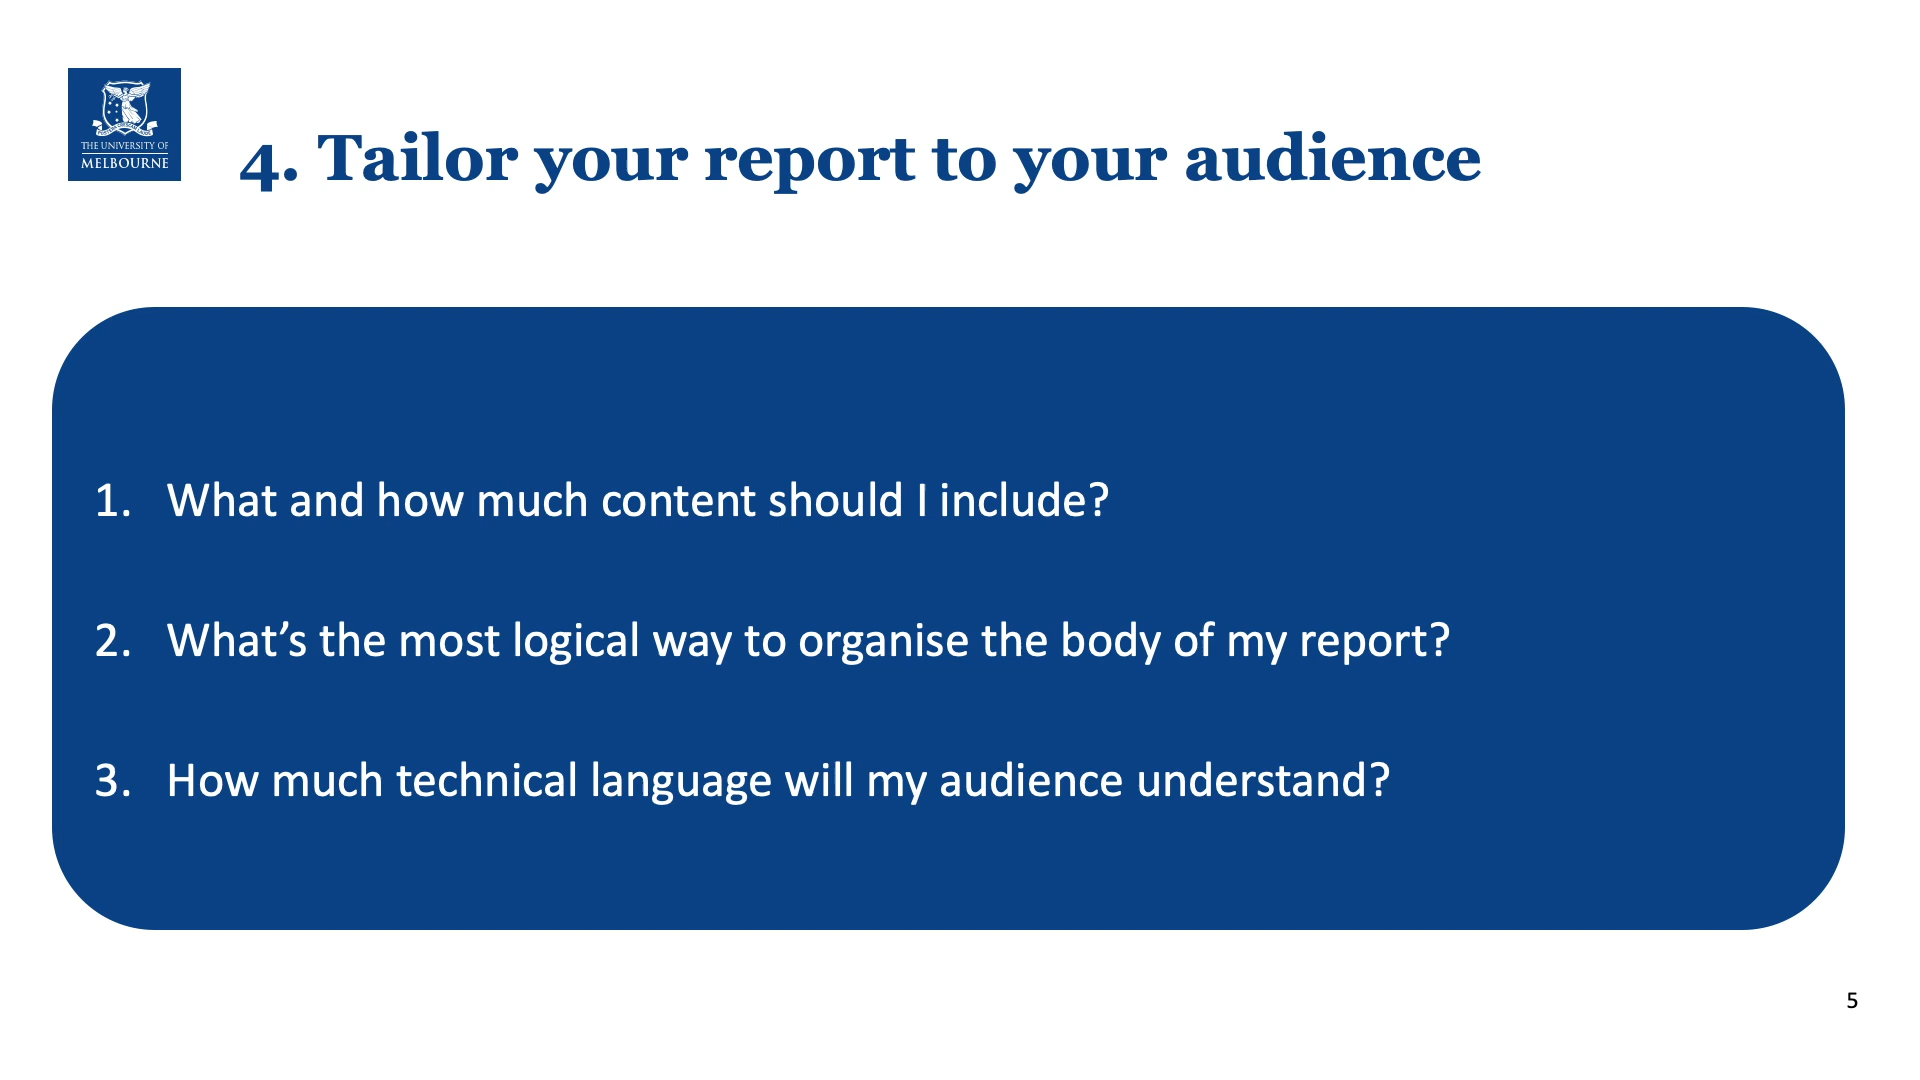 THE UNIVERSITY OF
MELBOURNE
4. Tailor your report to your audience
1. What and how much content should I include?
2. What’s the most logical way to organise the body of my report?
3. How much technical language will my audience understand?
5